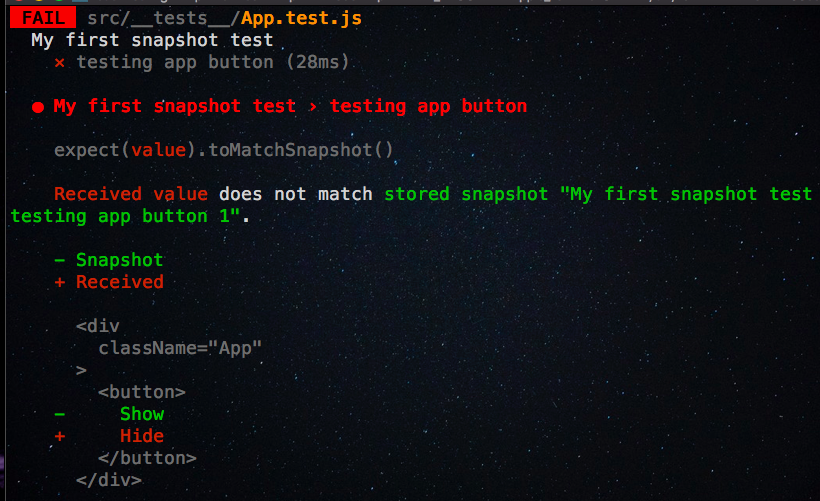 FAIL src/__tests__/App.test.js
My first snapshot test
✕ testing app button (28ms)
● My first snapshot test › testing app button
expect(value).toMatchSnapshot()
Received value does not match stored snapshot "My first snapshot test
testing app button 1".
- Snapshot
+ Received
<div
className="App"
>
<button>
- Show
+ Hide
</button>
</div>